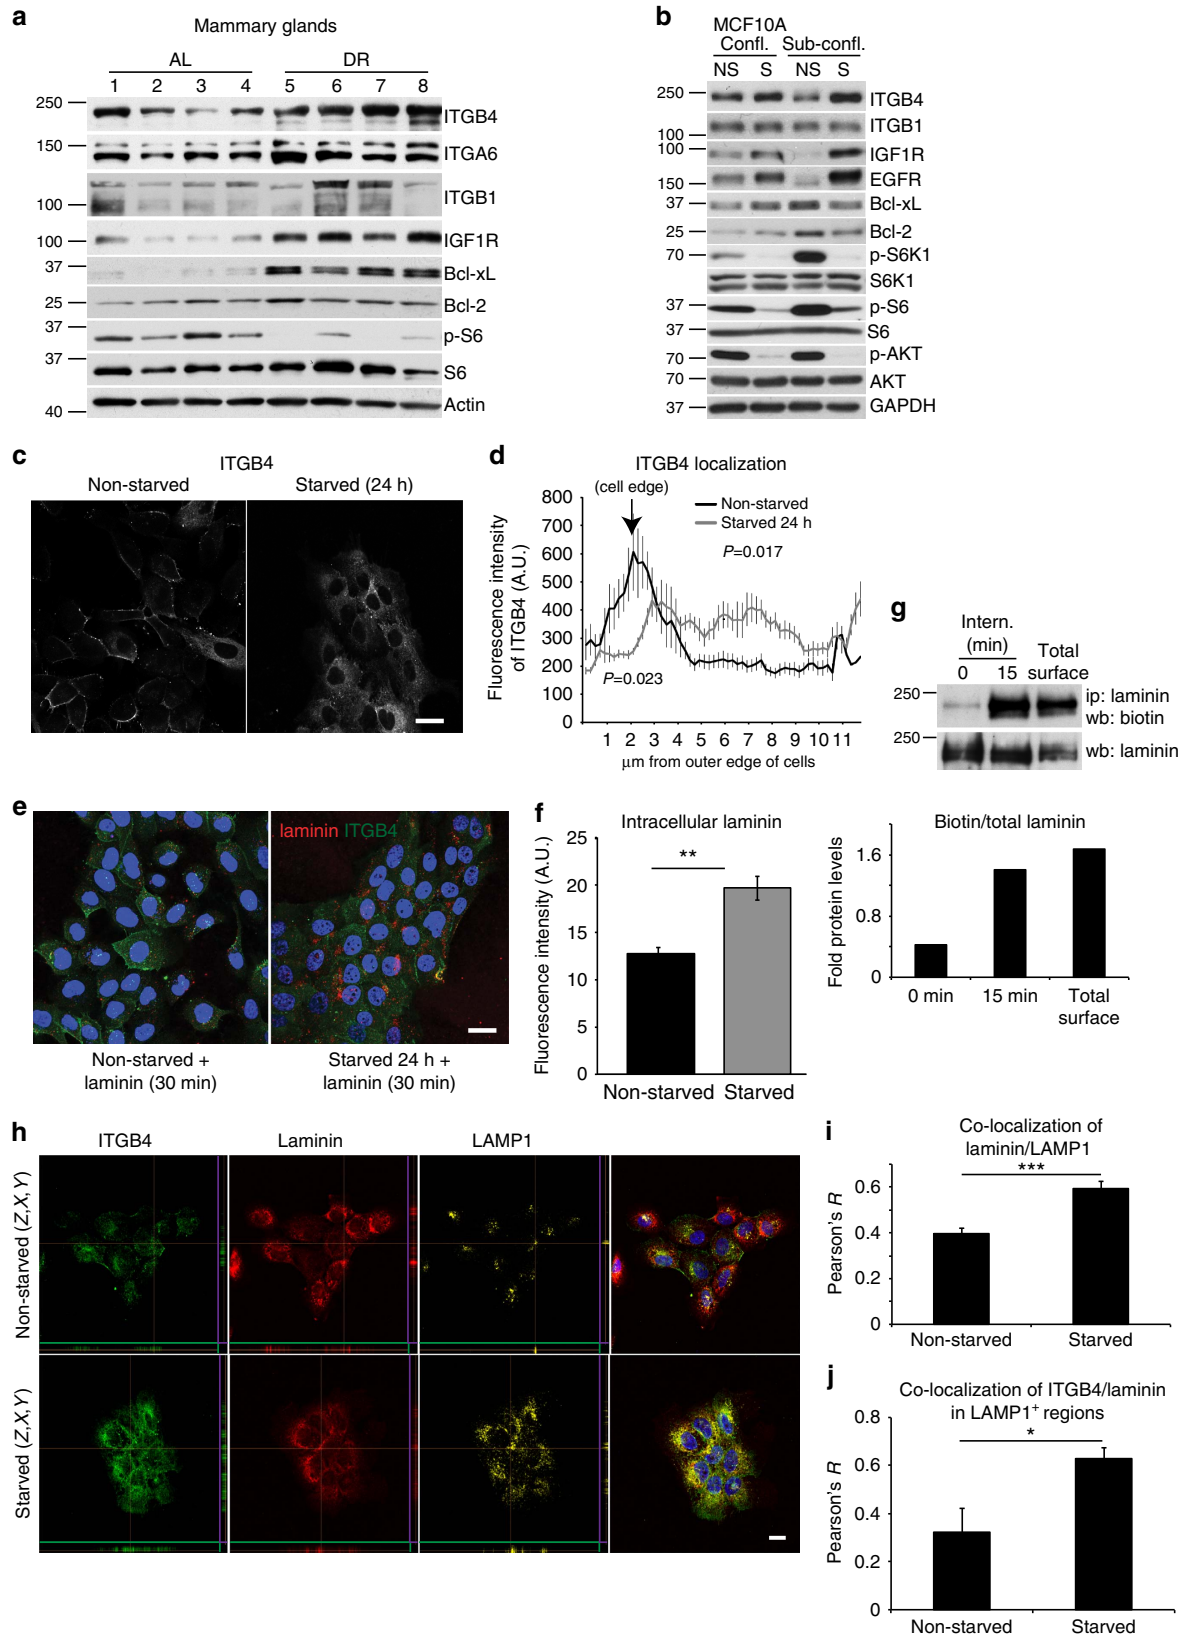 a
Mammary glands
AL DR
1 2 3 4 5 6 7 8
250 ITGB4
150 ITGA6
100 ITGB1
100 IGF1R
37 Bcl-xL
25 Bcl-2
37 p-S6
37 S6
40 Actin
b
MCF10A
Confl. Sub-confl.
NS S NS S
250 ITGB4
100 ITGB1
100 IGF1R
150 EGFR
37 Bcl-xL
25 Bcl-2
70 p-S6K1
S6K1
37 p-S6
37 S6
70 p-AKT
70 AKT
37 GAPDH
c
ITGB4
Non-starved Starved (24 h)
d
ITGB4 localization
(cell edge)
Non-starved
Starved 24 h
P=0.017
P=0.023
Fluorescence intensity
of ITGB4 (A.U.)
800
700
600
500
400
300
200
100
0
1 2 3 4 5 6 7 8 9 10 11
μm from outer edge of cells
g
Intern.
(min)
Total
surface
0 15
250
ip: laminin
wb: biotin
250
wb: laminin
Biotin/total laminin
Fold protein levels
1.6
0.8
0
0 min 15 min Total
surface
e
laminin ITGB4
Non-starved +
laminin (30 min)
Starved 24 h +
laminin (30 min)
f
Intracellular laminin
Fluorescence intensity (A.U.)
25
20
15
10
5
0
**
Non-starved Starved
h
ITGB4 Laminin LAMP1
Non-starved (Z,X,Y)
Starved (Z,X,Y)
i
Co-localization of
laminin/LAMP1
***
Pearson's R
0.6
0.4
0.2
0
Non-starved Starved
j
Co-localization of ITGB4/laminin
in LAMP1+ regions
*
Pearson's R
0.8
0.6
0.4
0.2
0
Non-starved Starved